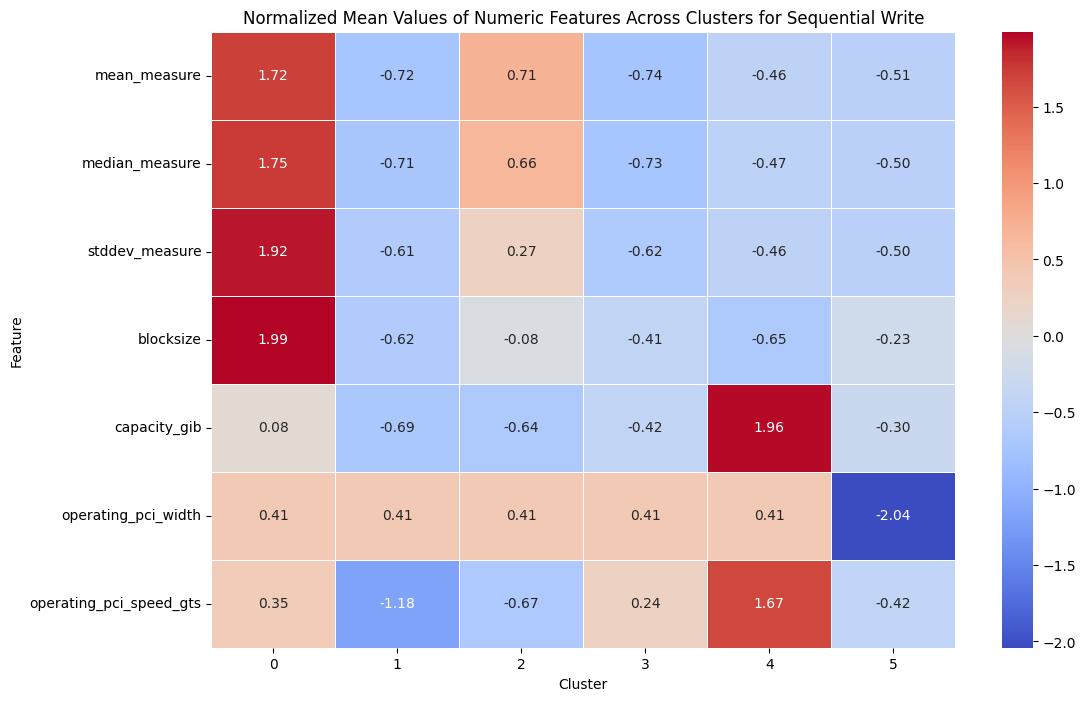 Normalized Mean Values of Numeric Features Across Clusters for Sequential Write
Feature
mean_measure 1.72 -0.72 0.71 -0.74 -0.46 -0.51
median_measure 1.75 -0.71 0.66 -0.73 -0.47 -0.50
stddev_measure 1.92 -0.61 0.27 -0.62 -0.46 -0.50
blocksize 1.99 -0.62 -0.08 -0.41 -0.65 -0.23
capacity_gib 0.08 -0.69 -0.64 -0.42 1.96 -0.30
operating_pci_width 0.41 0.41 0.41 0.41 0.41 -2.04
operating_pci_speed_gts 0.35 -1.18 -0.67 0.24 1.67 -0.42
0 1 2 3 4 5
Cluster
1.5
1.0
0.5
0.0
−0.5
−1.0
−1.5
−2.0